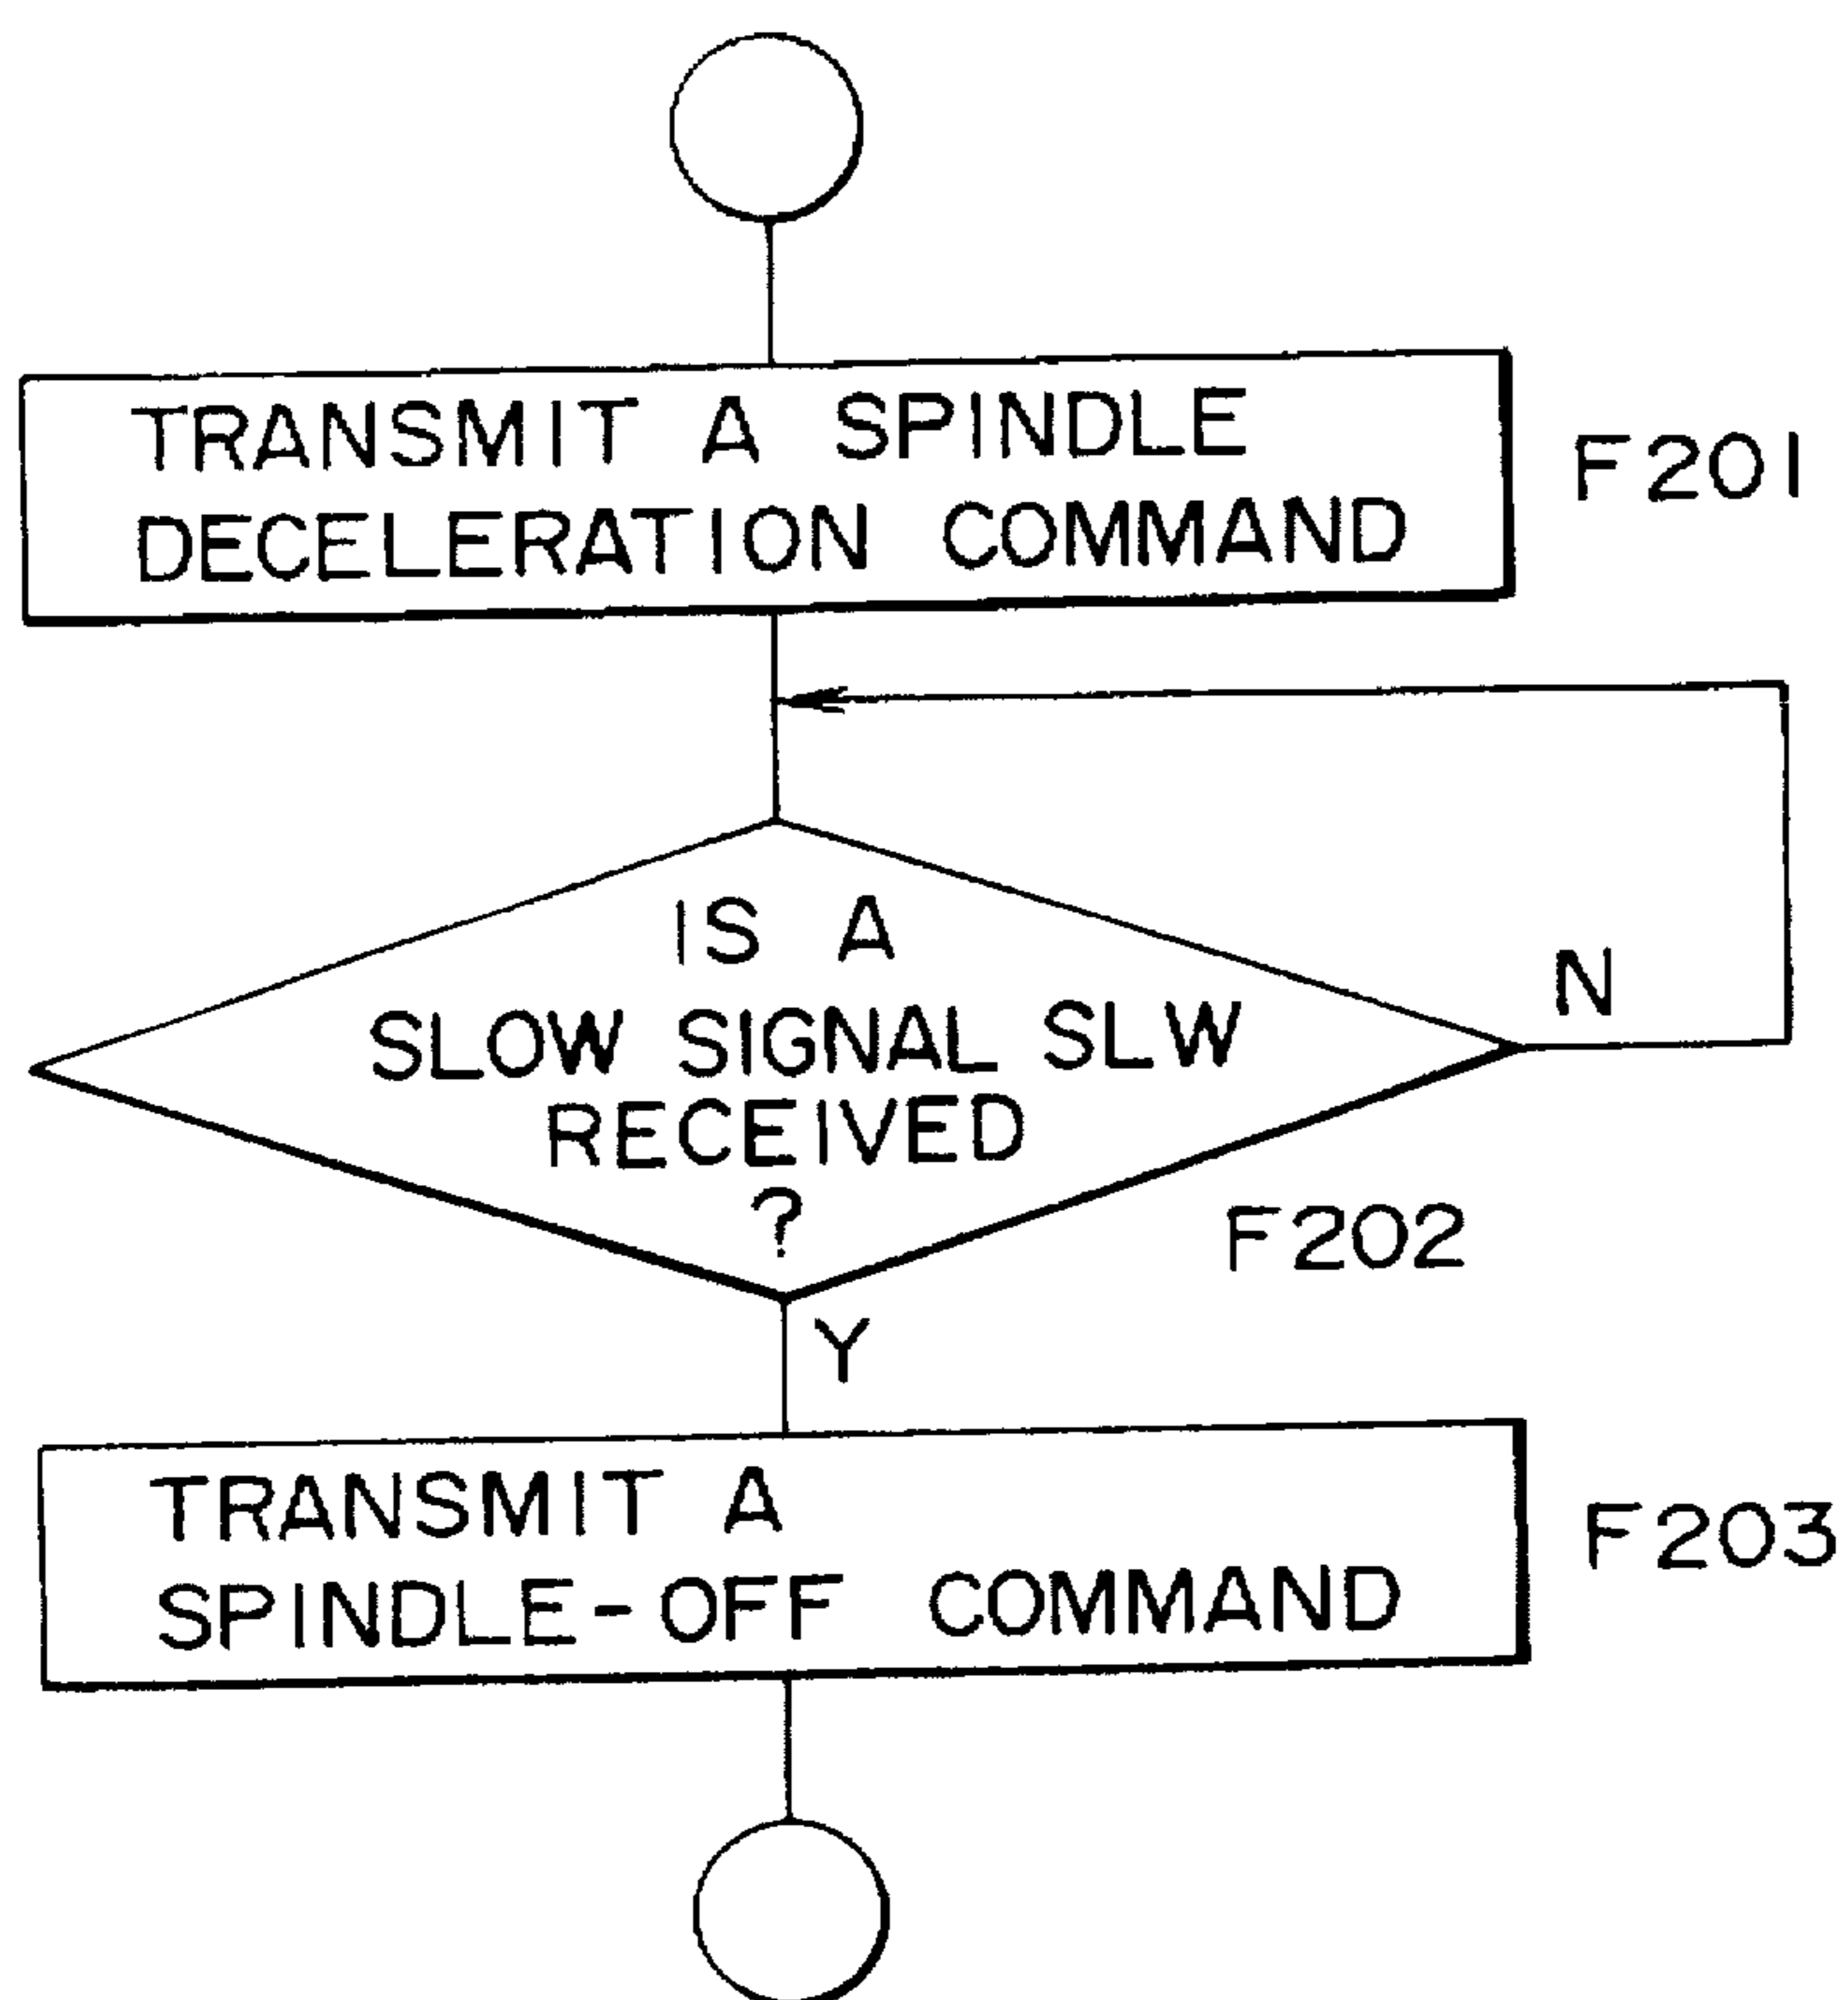 TRANSMIT A SPINDLE
DECELERATION COMMAND
F201
IS A
SLOW SIGNAL SLW
RECEIVED
?
N
F202
Y
TRANSMIT A
SPINDLE-OFF COMMAND
F203